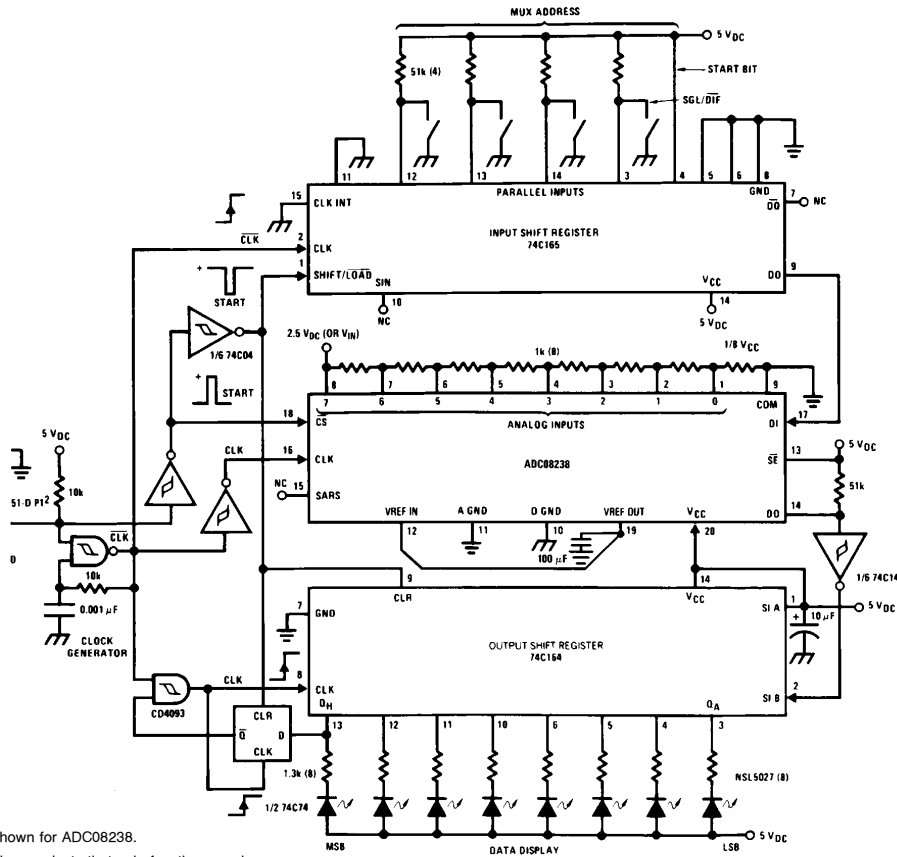 MUX ADDRESS
5 VDC
51k (4)
START BIT
SGL/DIF
11
12
13
14
3
4
5
6
8
PARALLEL INPUTS
GND
15
CLK INT
DO
7
NC
INPUT SHIFT REGISTER
74C165
CLK
2
CLK
1
SHIFT/LOAD
DO
9
SIN
VCC
10
NC
14
5 VDC
START
1/6 74C04
START
2.5 VDC (OR VIN)
1k (8)
1/8 VCC
8
7
6
5
4
3
2
1
9
7
6
5
4
3
2
1
0
COM
ANALOG INPUTS
18
CS
DI
17
5 VDC
CLK
16
CLK
ADC08238
SE
13
51k
NC
15
SARS
DO
14
VREF IN
A GND
D GND
VREF OUT
VCC
12
11
10
19
20
100 µF
1/6 74C14
5 VDC
10k
51-D P1²
CLK
D
10k
0.001 µF
CLOCK
GENERATOR
9
CLR
14
VCC
7
GND
SI A
1
5 VDC
+
10 µF
OUTPUT SHIFT REGISTER
74C164
CLK
8
CLK
SI B
2
CD4093
QH
QA
13
12
11
10
6
5
4
3
CLR
Q
D
CLK
1/2 74C74
1.3k (8)
NSL5027 (8)
MSB
DATA DISPLAY
LSB
5 VDC
hown for ADC08238.